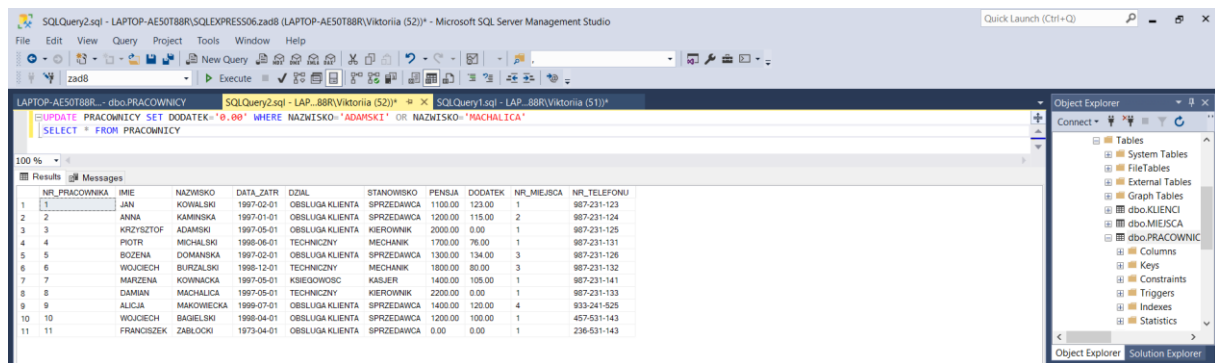 SQLQuery2.sql - LAPTOP-AE50T88R\SQLEXPRESS06.zad8 (LAPTOP-AE50T88R\Viktoriia (52))* - Microsoft SQL Server Management Studio
Quick Launch (Ctrl+Q)
File Edit View Query Project Tools Window Help
New Query
zad8 Execute
LAPTOP-AE50T88R...- dbo.PRACOWNICY SQLQuery2.sql - LAP...88R\Viktoriia (52))* SQLQuery1.sql - LAP...88R\Viktoriia (51))*
UPDATE PRACOWNICY SET DODATEK='0.00' WHERE NAZWISKO='ADAMSKI' OR NAZWISKO='MACHALICA'
SELECT * FROM PRACOWNICY
100 %
Results Messages
NR_PRACOWNIKA IMIE NAZWISKO DATA_ZATR DZIAL STANOWISKO PENSJA DODATEK NR_MIEJSCA NR_TELEFONU
1 1 JAN KOWALSKI 1997-02-01 OBSLUGA KLIENTA SPRZEDAWCA 1100.00 123.00 1 987-231-123
2 2 ANNA KAMINSKA 1997-01-01 OBSLUGA KLIENTA SPRZEDAWCA 1200.00 115.00 2 987-231-124
3 3 KRZYSZTOF ADAMSKI 1997-05-01 OBSLUGA KLIENTA KIEROWNIK 2000.00 0.00 1 987-231-125
4 4 PIOTR MICHALSKI 1998-06-01 TECHNICZNY MECHANIK 1700.00 76.00 1 987-231-131
5 5 BOZENA DOMANSKA 1997-02-01 OBSLUGA KLIENTA SPRZEDAWCA 1300.00 134.00 3 987-231-126
6 6 WOJCIECH BURZALSKI 1998-12-01 TECHNICZNY MECHANIK 1800.00 80.00 3 987-231-132
7 7 MARZENA KOWNACKA 1997-05-01 KSIEGOWOSC KASJER 1400.00 105.00 1 987-231-141
8 8 DAMIAN MACHALICA 1997-05-01 TECHNICZNY KIEROWNIK 2200.00 0.00 1 987-231-133
9 9 ALICJA MAKOWIECKA 1999-07-01 OBSLUGA KLIENTA SPRZEDAWCA 1400.00 120.00 4 933-241-525
10 10 WOJCIECH BAGIELSKI 1998-04-01 OBSLUGA KLIENTA SPRZEDAWCA 1200.00 100.00 1 457-531-143
11 11 FRANCISZEK ZABLOCKI 1973-04-01 OBSLUGA KLIENTA SPRZEDAWCA 0.00 0.00 1 236-531-143
Object Explorer
Connect
Tables
System Tables
FileTables
External Tables
Graph Tables
dbo.KLIENCI
dbo.MIEJSCA
dbo.PRACOWNIC
Columns
Keys
Constraints
Triggers
Indexes
Statistics
Object Explorer Solution Explorer